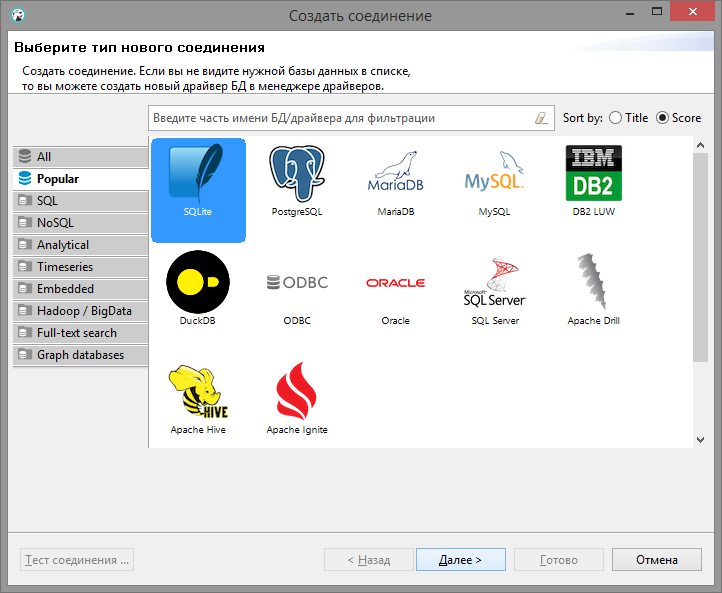 Создать соединение
Выберите тип нового соединения
Создать соединение. Если вы не видите нужной базы данных в списке,
то вы можете создать новый драйвер БД в менеджере драйверов.
Введите часть имени БД/драйвера для фильтрации
Sort by: Title Score
All
Popular
SQL
NoSQL
Analytical
Timeseries
Embedded
Hadoop / BigData
Full-text search
Graph databases
SQLite
PostgreSQL
MariaDB
MariaDB
MySQL
MySQL
IBM
DB2
DB2 LUW
DuckDB
ODBC
ODBC
ORACLE
Oracle
Microsoft
SQL Server
SQL Server
Apache Drill
HIVE
Apache Hive
Apache Ignite
Тест соединения ...
< Назад
Далее >
Готово
Отмена